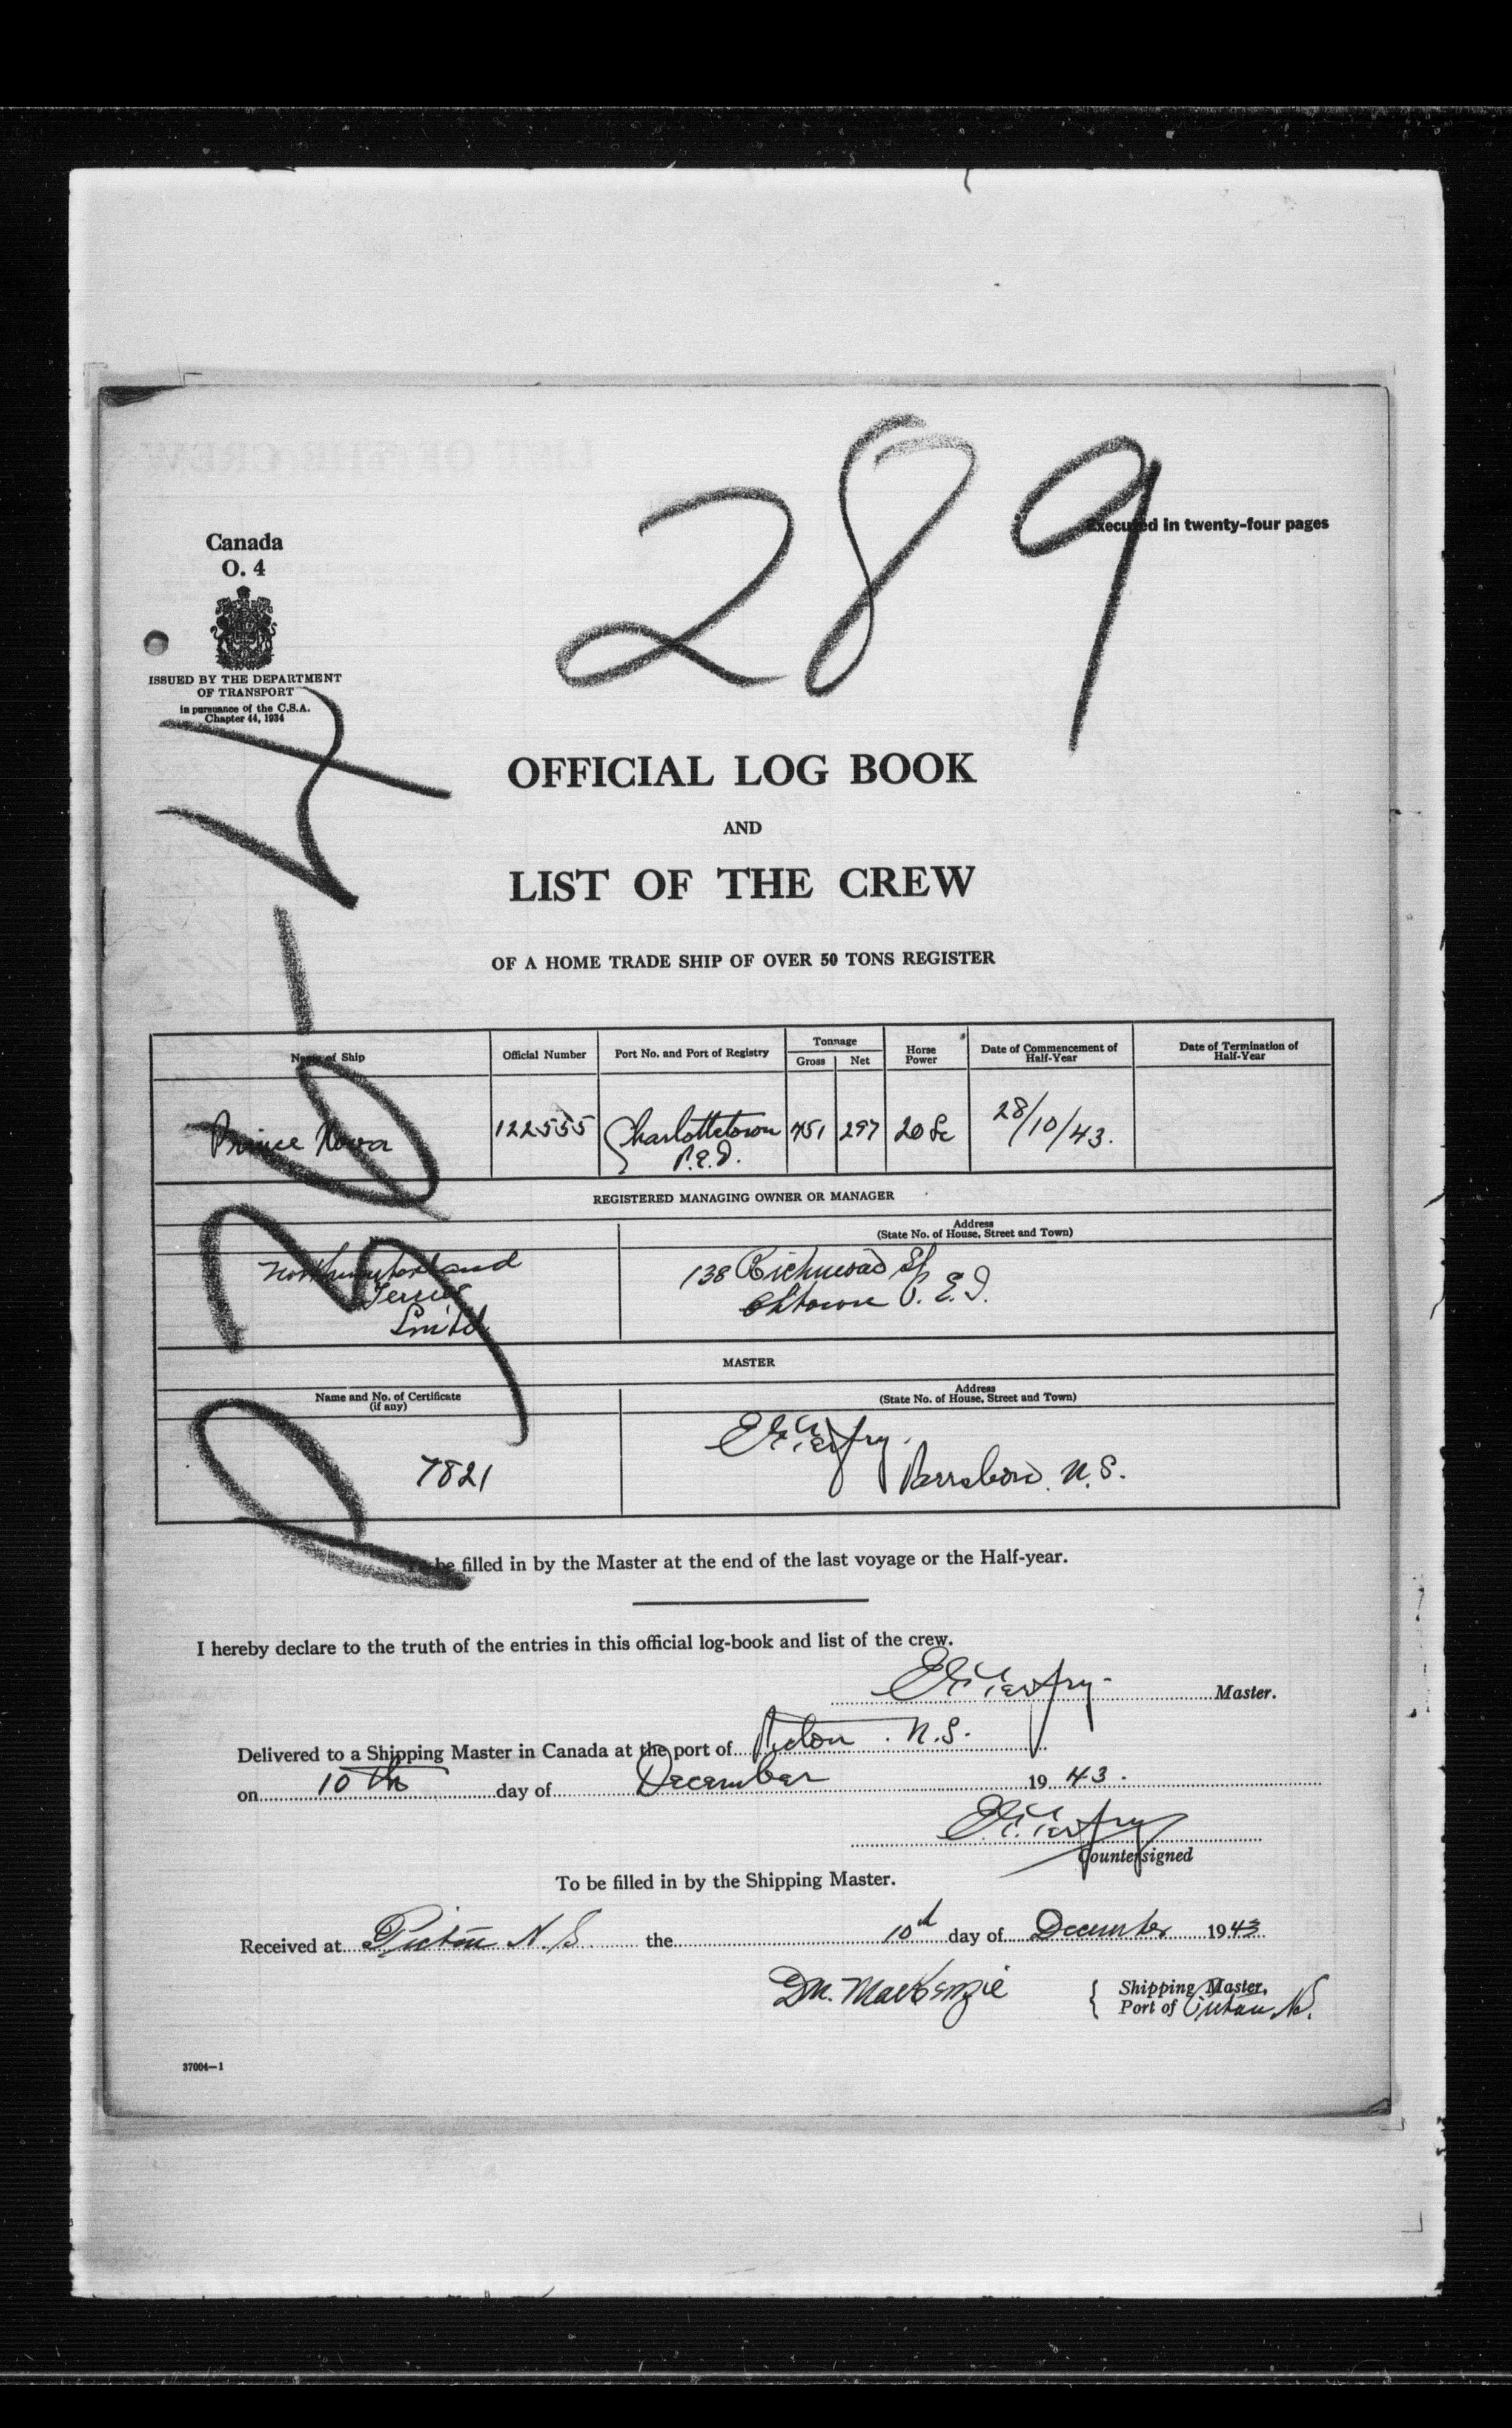 289
Executed in twenty-four pages
Canada
O. 4
ISSUED BY THE DEPARTMENT
OF TRANSPORT
in pursuance of the C.S.A.
Chapter 44, 1934
OFFICIAL LOG BOOK
AND
LIST OF THE CREW
OF A HOME TRADE SHIP OF OVER 50 TONS REGISTER
Name of Ship Official Number Port No. and Port of Registry Tonnage Gross Net Horse Power Date of Commencement of Half-Year Date of Termination of Half-Year
Prince Nova 122555 Charlottetown 751 297 20 28/10/43.
P.E.I.
REGISTERED MANAGING OWNER OR MANAGER
Address
(State No. of House, Street and Town)
Northumberland 138 Richmond St
Ferries Chtown P.E.I.
MASTER
Name and No. of Certificate
(if any)
Address
(State No. of House, Street and Town)
7821 Parrsboro. N.S.
To be filled in by the Master at the end of the last voyage or the Half-year.
I hereby declare to the truth of the entries in this official log-book and list of the crew.
Master.
Delivered to a Shipping Master in Canada at the port of Pictou . N.S.
on 10th day of December 1943.
Countersigned
To be filled in by the Shipping Master.
Received at Pictou N.S. the 10th day of December 1943
D.M. MacKenzie Shipping Master,
Port of Pictou N.S.
37004—1